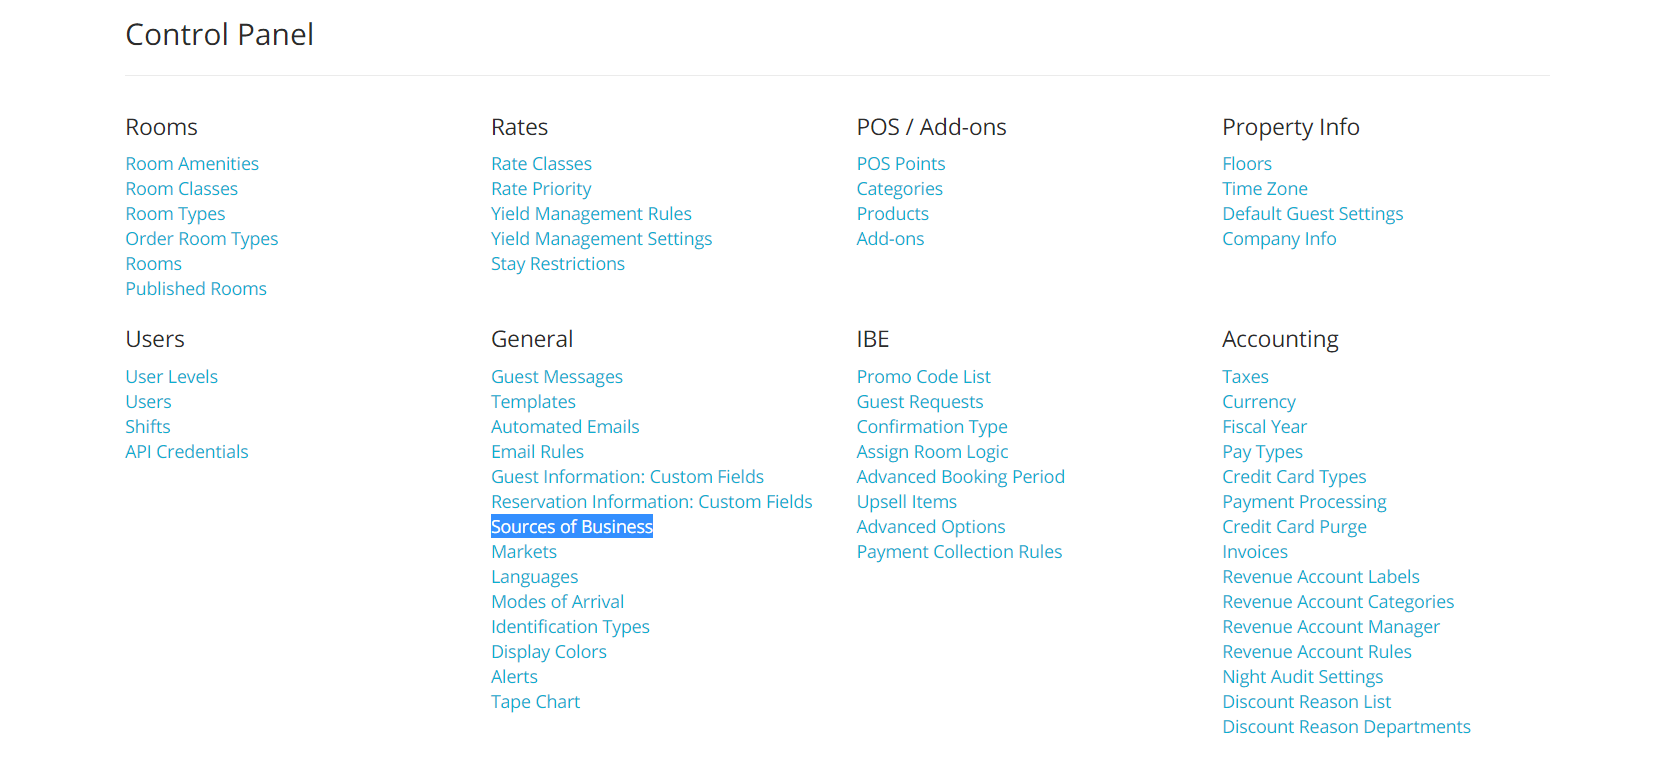 Control Panel
Rooms
Room Amenities
Room Classes
Room Types
Order Room Types
Rooms
Published Rooms
Rates
Rate Classes
Rate Priority
Yield Management Rules
Yield Management Settings
Stay Restrictions
POS / Add-ons
POS Points
Categories
Products
Add-ons
Property Info
Floors
Time Zone
Default Guest Settings
Company Info
Users
User Levels
Users
Shifts
API Credentials
General
Guest Messages
Templates
Automated Emails
Email Rules
Guest Information: Custom Fields
Reservation Information: Custom Fields
Sources of Business
Markets
Languages
Modes of Arrival
Identification Types
Display Colors
Alerts
Tape Chart
IBE
Promo Code List
Guest Requests
Confirmation Type
Assign Room Logic
Advanced Booking Period
Upsell Items
Advanced Options
Payment Collection Rules
Accounting
Taxes
Currency
Fiscal Year
Pay Types
Credit Card Types
Payment Processing
Credit Card Purge
Invoices
Revenue Account Labels
Revenue Account Categories
Revenue Account Manager
Revenue Account Rules
Night Audit Settings
Discount Reason List
Discount Reason Departments